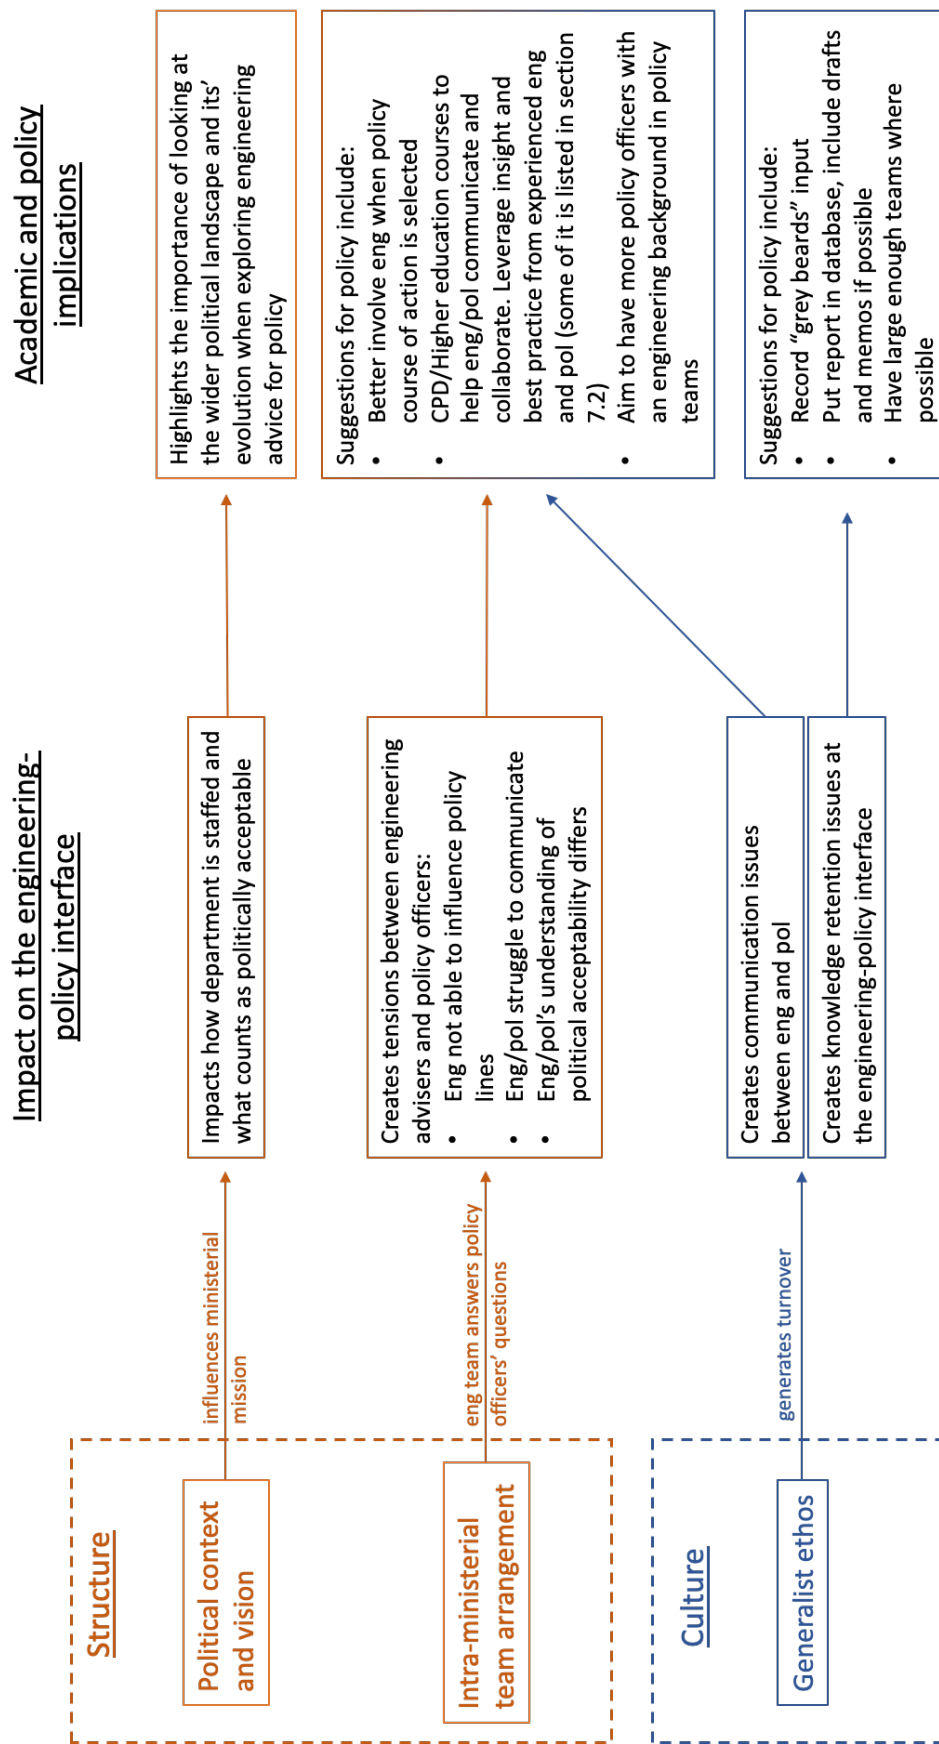 Impact on the engineering-
policy interface
Academic and policy
implications
Structure
Political context
and vision
influences ministerial
mission
Impacts how department is staffed and
what counts as politically acceptable
Highlights the importance of looking at
the wider political landscape and its'
evolution when exploring engineering
advice for policy
Intra-ministerial
team arrangement
eng team answers policy
officers' questions
Creates tensions between engineering
advisers and policy officers:
• Eng not able to influence policy
lines
• Eng/pol struggle to communicate
• Eng/pol's understanding of
political acceptability differs
Suggestions for policy include:
• Better involve eng when policy
course of action is selected
• CPD/Higher education courses to
help eng/pol communicate and
collaborate. Leverage insight and
best practice from experienced eng
and pol (some of it is listed in section
7.2)
• Aim to have more policy officers with
an engineering background in policy
teams
Culture
Generalist ethos
generates turnover
Creates communication issues
between eng and pol
Creates knowledge retention issues at
the engineering-policy interface
Suggestions for policy include:
• Record "grey beards" input
• Put report in database, include drafts
and memos if possible
• Have large enough teams where
possible